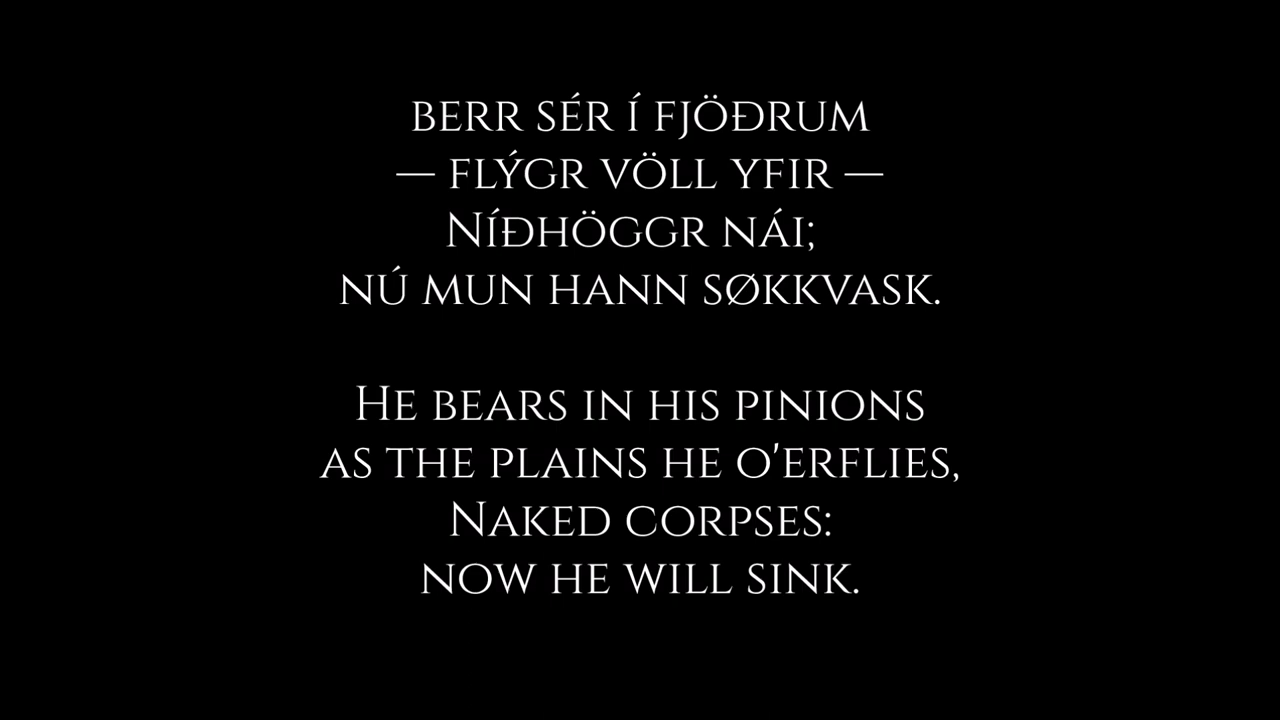 berr sér í fjöðrum
— flýgr völl yfir —
Níðhöggr nái;
nú mun hann søkkvask.
He bears in his pinions
as the plains he o'erflies,
Naked corpses:
now he will sink.